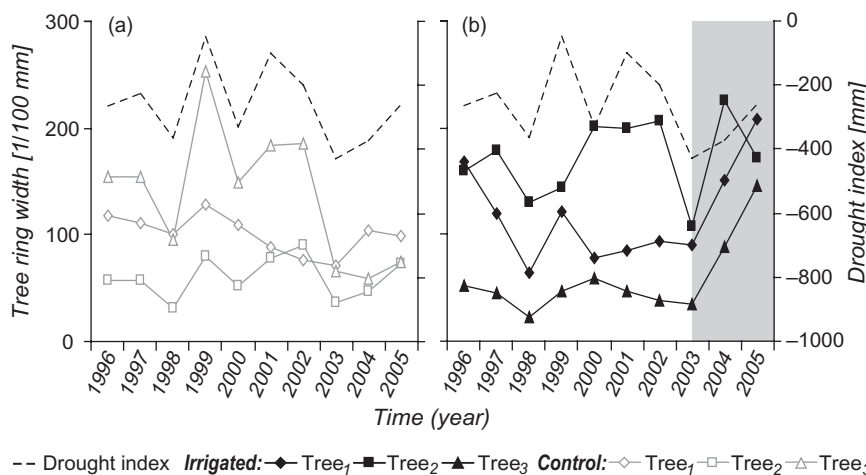 (a)
(b)
300
200
100
0
Tree ring width [1/100 mm]
0
–200
–400
–600
–800
–1000
Drought index [mm]
1996 1997 1998 1999 2000 2001 2002 2003 2004 2005
1996 1997 1998 1999 2000 2001 2002 2003 2004 2005
Time (year)
Drought index Irrigated: Tree1 Tree2 Tree3 Control: Tree1 Tree2 Tree3